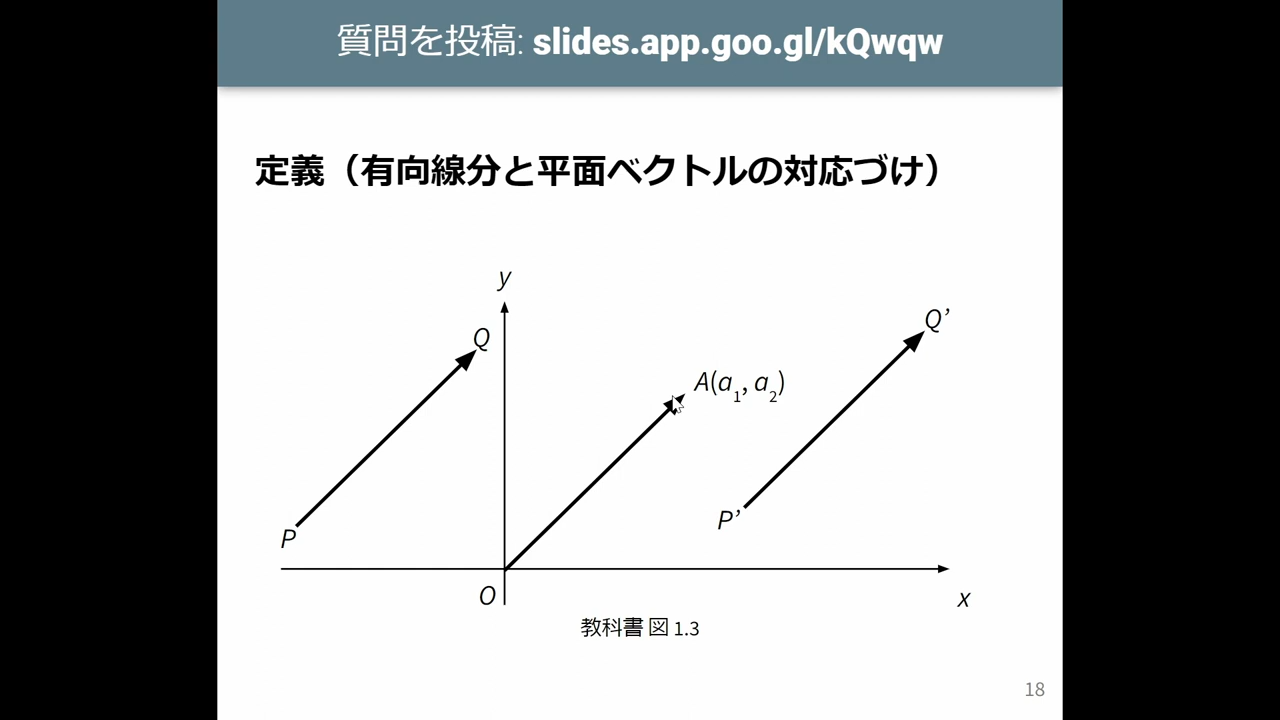 質問を投稿: slides.app.goo.gl/kQwqw
定義（有向線分と平面ベクトルの対応づけ）
y
Q
Q’
A(a1, a2)
P’
P
O
x
教科書 図 1.3
18